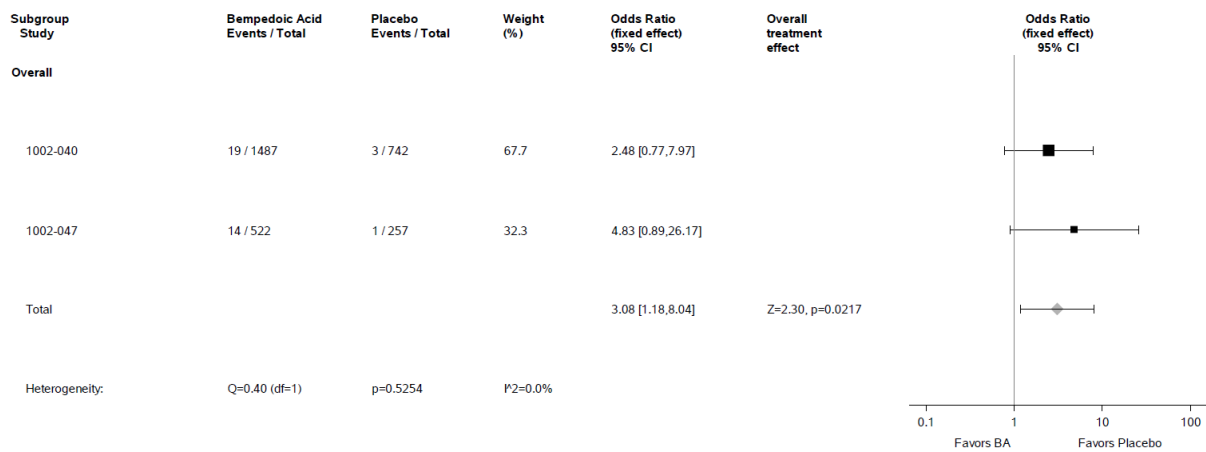 Subgroup Bempedoic Acid Placebo Weight Odds Ratio Overall Odds Ratio
Study Events / Total Events / Total (%) (fixed effect) treatment (fixed effect)
95% CI effect 95% CI
Overall
1002-040 19 / 1487 3 / 742 67.7 2.48 [0.77,7.97]
1002-047 14 / 522 1 / 257 32.3 4.83 [0.89,26.17]
Total 3.08 [1.18,8.04] Z=2.30, p=0.0217
Heterogeneity: Q=0.40 (df=1) p=0.5254 I^2=0.0%
0.1 1 10 100
Favors BA Favors Placebo